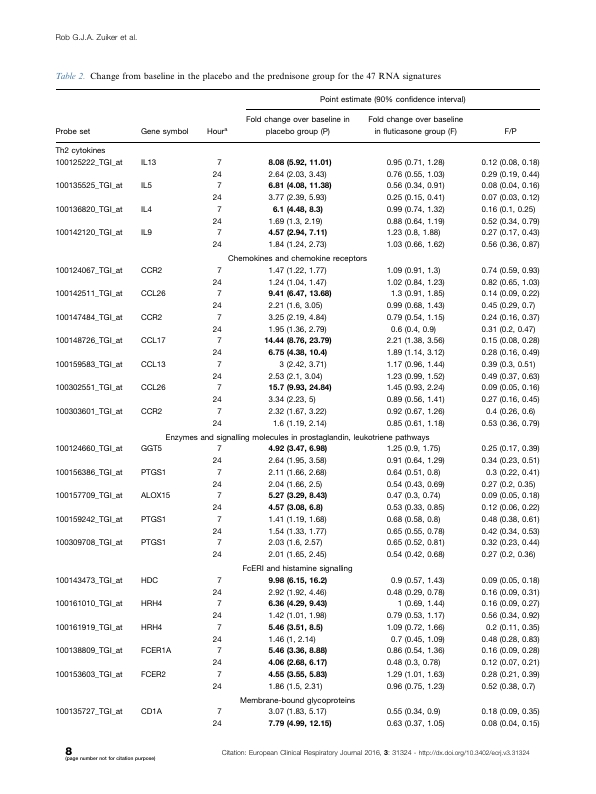 Rob G.J.A. Zuiker et al.
Table 2. Change from baseline in the placebo and the prednisone group for the 47 RNA signatures
Point estimate (90% confidence interval)
Fold change over baseline in Fold change over baseline
Probe set Gene symbol Hourª placebo group (P) in fluticasone group (F) F/P
Th2 cytokines
100125222_TGI_at IL13 7 8.08 (5.92, 11.01) 0.95 (0.71, 1.28) 0.12 (0.08, 0.18)
24 2.64 (2.03, 3.43) 0.76 (0.55, 1.03) 0.29 (0.19, 0.44)
100135525_TGI_at IL5 7 6.81 (4.08, 11.38) 0.56 (0.34, 0.91) 0.08 (0.04, 0.16)
24 3.77 (2.39, 5.93) 0.25 (0.15, 0.41) 0.07 (0.03, 0.12)
100136820_TGI_at IL4 7 6.1 (4.48, 8.3) 0.99 (0.74, 1.32) 0.16 (0.1, 0.25)
24 1.69 (1.3, 2.19) 0.88 (0.64, 1.19) 0.52 (0.34, 0.79)
100142120_TGI_at IL9 7 4.57 (2.94, 7.11) 1.23 (0.8, 1.88) 0.27 (0.17, 0.43)
24 1.84 (1.24, 2.73) 1.03 (0.66, 1.62) 0.56 (0.36, 0.87)
Chemokines and chemokine receptors
100124067_TGI_at CCR2 7 1.47 (1.22, 1.77) 1.09 (0.91, 1.3) 0.74 (0.59, 0.93)
24 1.24 (1.04, 1.47) 1.02 (0.84, 1.23) 0.82 (0.65, 1.03)
100142511_TGI_at CCL26 7 9.41 (6.47, 13.68) 1.3 (0.91, 1.85) 0.14 (0.09, 0.22)
24 2.21 (1.6, 3.05) 0.99 (0.68, 1.43) 0.45 (0.29, 0.7)
100147484_TGI_at CCR2 7 3.25 (2.19, 4.84) 0.79 (0.54, 1.15) 0.24 (0.16, 0.37)
24 1.95 (1.36, 2.79) 0.6 (0.4, 0.9) 0.31 (0.2, 0.47)
100148726_TGI_at CCL17 7 14.44 (8.76, 23.79) 2.21 (1.38, 3.56) 0.15 (0.08, 0.28)
24 6.75 (4.38, 10.4) 1.89 (1.14, 3.12) 0.28 (0.16, 0.49)
100159583_TGI_at CCL13 7 3 (2.42, 3.71) 1.17 (0.96, 1.44) 0.39 (0.3, 0.51)
24 2.53 (2.1, 3.04) 1.23 (0.99, 1.52) 0.49 (0.37, 0.63)
100302551_TGI_at CCL26 7 15.7 (9.93, 24.84) 1.45 (0.93, 2.24) 0.09 (0.05, 0.16)
24 3.34 (2.23, 5) 0.89 (0.56, 1.41) 0.27 (0.16, 0.45)
100303601_TGI_at CCR2 7 2.32 (1.67, 3.22) 0.92 (0.67, 1.26) 0.4 (0.26, 0.6)
24 1.6 (1.19, 2.14) 0.85 (0.61, 1.18) 0.53 (0.36, 0.79)
Enzymes and signalling molecules in prostaglandin, leukotriene pathways
100124660_TGI_at GGT5 7 4.92 (3.47, 6.98) 1.25 (0.9, 1.75) 0.25 (0.17, 0.39)
24 2.64 (1.95, 3.58) 0.91 (0.64, 1.29) 0.34 (0.23, 0.51)
100156386_TGI_at PTGS1 7 2.11 (1.66, 2.68) 0.64 (0.51, 0.8) 0.3 (0.22, 0.41)
24 2.04 (1.66, 2.5) 0.54 (0.43, 0.69) 0.27 (0.2, 0.35)
100157709_TGI_at ALOX15 7 5.27 (3.29, 8.43) 0.47 (0.3, 0.74) 0.09 (0.05, 0.18)
24 4.57 (3.08, 6.8) 0.53 (0.33, 0.85) 0.12 (0.06, 0.22)
100159242_TGI_at PTGS1 7 1.41 (1.19, 1.68) 0.68 (0.58, 0.8) 0.48 (0.38, 0.61)
24 1.54 (1.33, 1.77) 0.65 (0.55, 0.78) 0.42 (0.34, 0.53)
100309708_TGI_at PTGS1 7 2.03 (1.6, 2.57) 0.65 (0.52, 0.81) 0.32 (0.23, 0.44)
24 2.01 (1.65, 2.45) 0.54 (0.42, 0.68) 0.27 (0.2, 0.36)
FcERI and histamine signalling
100143473_TGI_at HDC 7 9.98 (6.15, 16.2) 0.9 (0.57, 1.43) 0.09 (0.05, 0.18)
24 2.92 (1.92, 4.46) 0.48 (0.29, 0.78) 0.16 (0.09, 0.31)
100161010_TGI_at HRH4 7 6.36 (4.29, 9.43) 1 (0.69, 1.44) 0.16 (0.09, 0.27)
24 1.42 (1.01, 1.98) 0.79 (0.53, 1.17) 0.56 (0.34, 0.92)
100161919_TGI_at HRH4 7 5.46 (3.51, 8.5) 1.09 (0.72, 1.66) 0.2 (0.11, 0.35)
24 1.46 (1, 2.14) 0.7 (0.45, 1.09) 0.48 (0.28, 0.83)
100138809_TGI_at FCER1A 7 5.46 (3.36, 8.88) 0.86 (0.54, 1.36) 0.16 (0.09, 0.28)
24 4.06 (2.68, 6.17) 0.48 (0.3, 0.78) 0.12 (0.07, 0.21)
100153603_TGI_at FCER2 7 4.55 (3.55, 5.83) 1.29 (1.01, 1.63) 0.28 (0.21, 0.39)
24 1.86 (1.5, 2.31) 0.96 (0.75, 1.23) 0.52 (0.38, 0.7)
Membrane-bound glycoproteins
100135727_TGI_at CD1A 7 3.07 (1.83, 5.17) 0.55 (0.34, 0.9) 0.18 (0.09, 0.35)
24 7.79 (4.99, 12.15) 0.63 (0.37, 1.05) 0.08 (0.04, 0.15)
8 Citation: European Clinical Respiratory Journal 2016, 3: 31324 - http://dx.doi.org/10.3402/ecrj.v3.31324
(page number not for citation purpose)